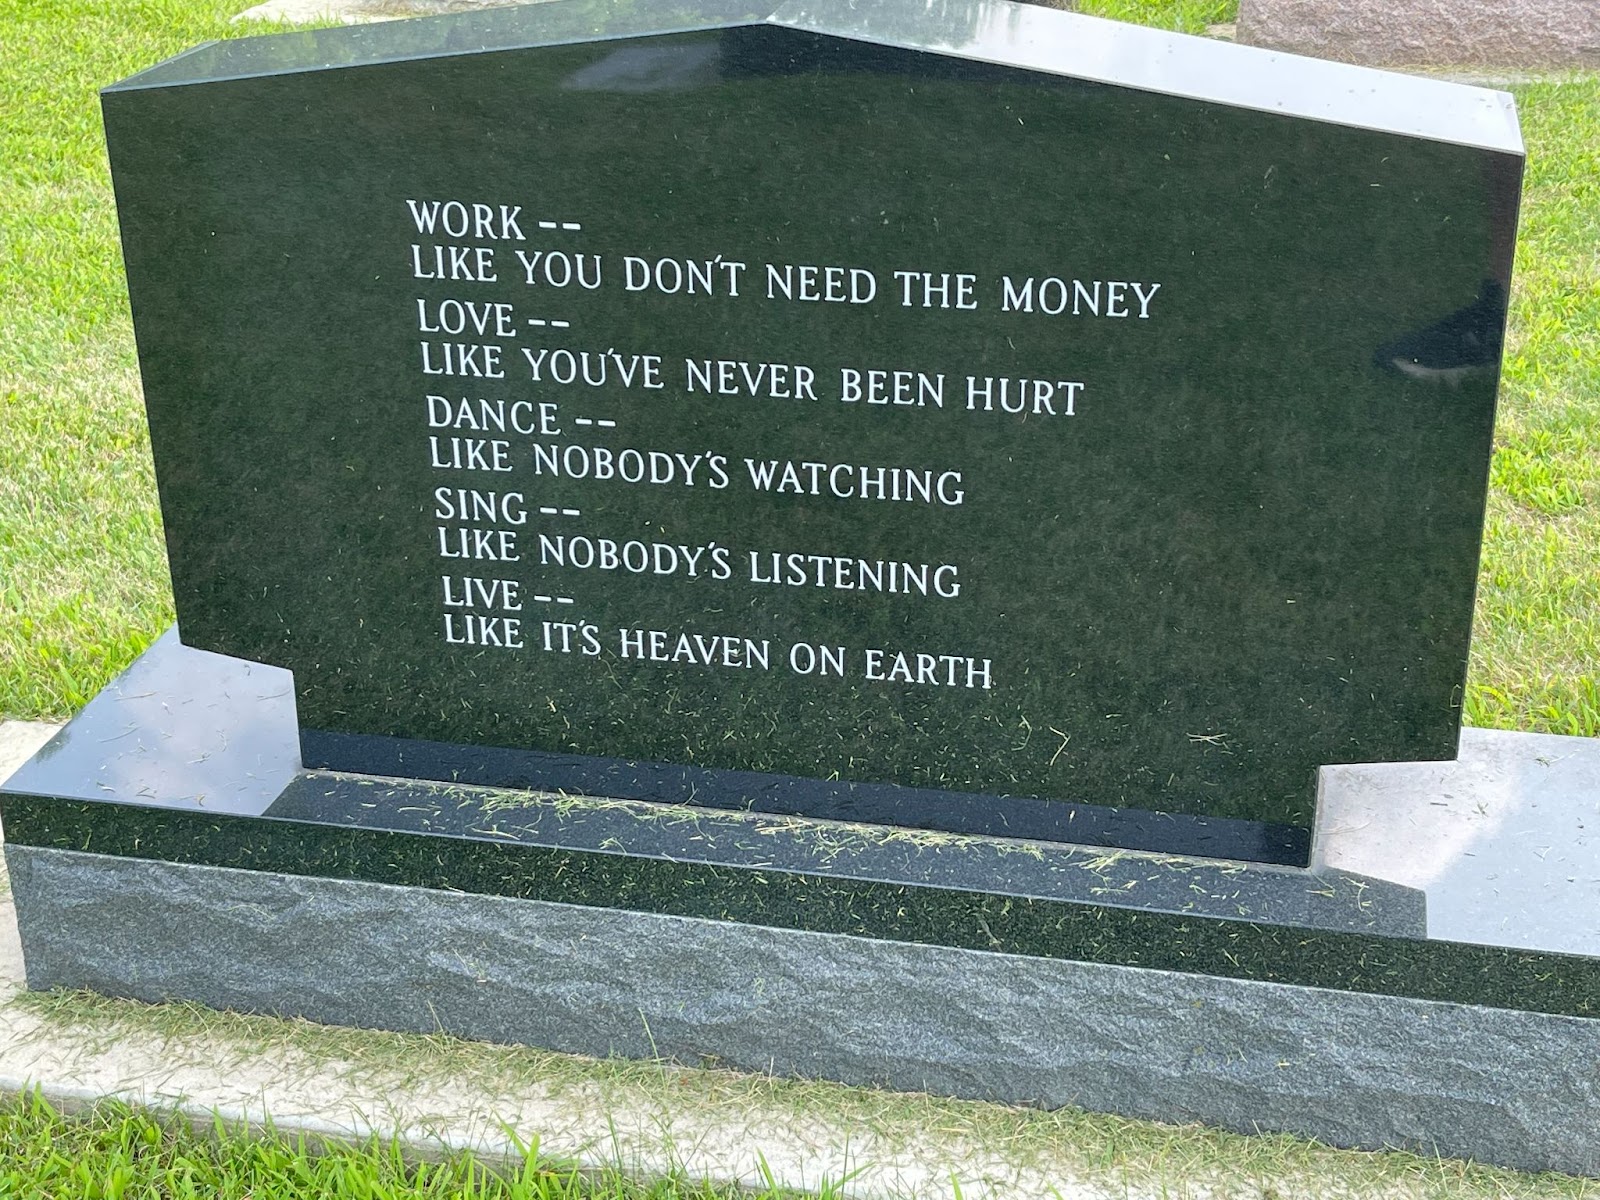 WORK --
LIKE YOU DON'T NEED THE MONEY
LOVE --
LIKE YOU'VE NEVER BEEN HURT
DANCE --
LIKE NOBODY'S WATCHING
SING --
LIKE NOBODY'S LISTENING
LIVE --
LIKE IT'S HEAVEN ON EARTH